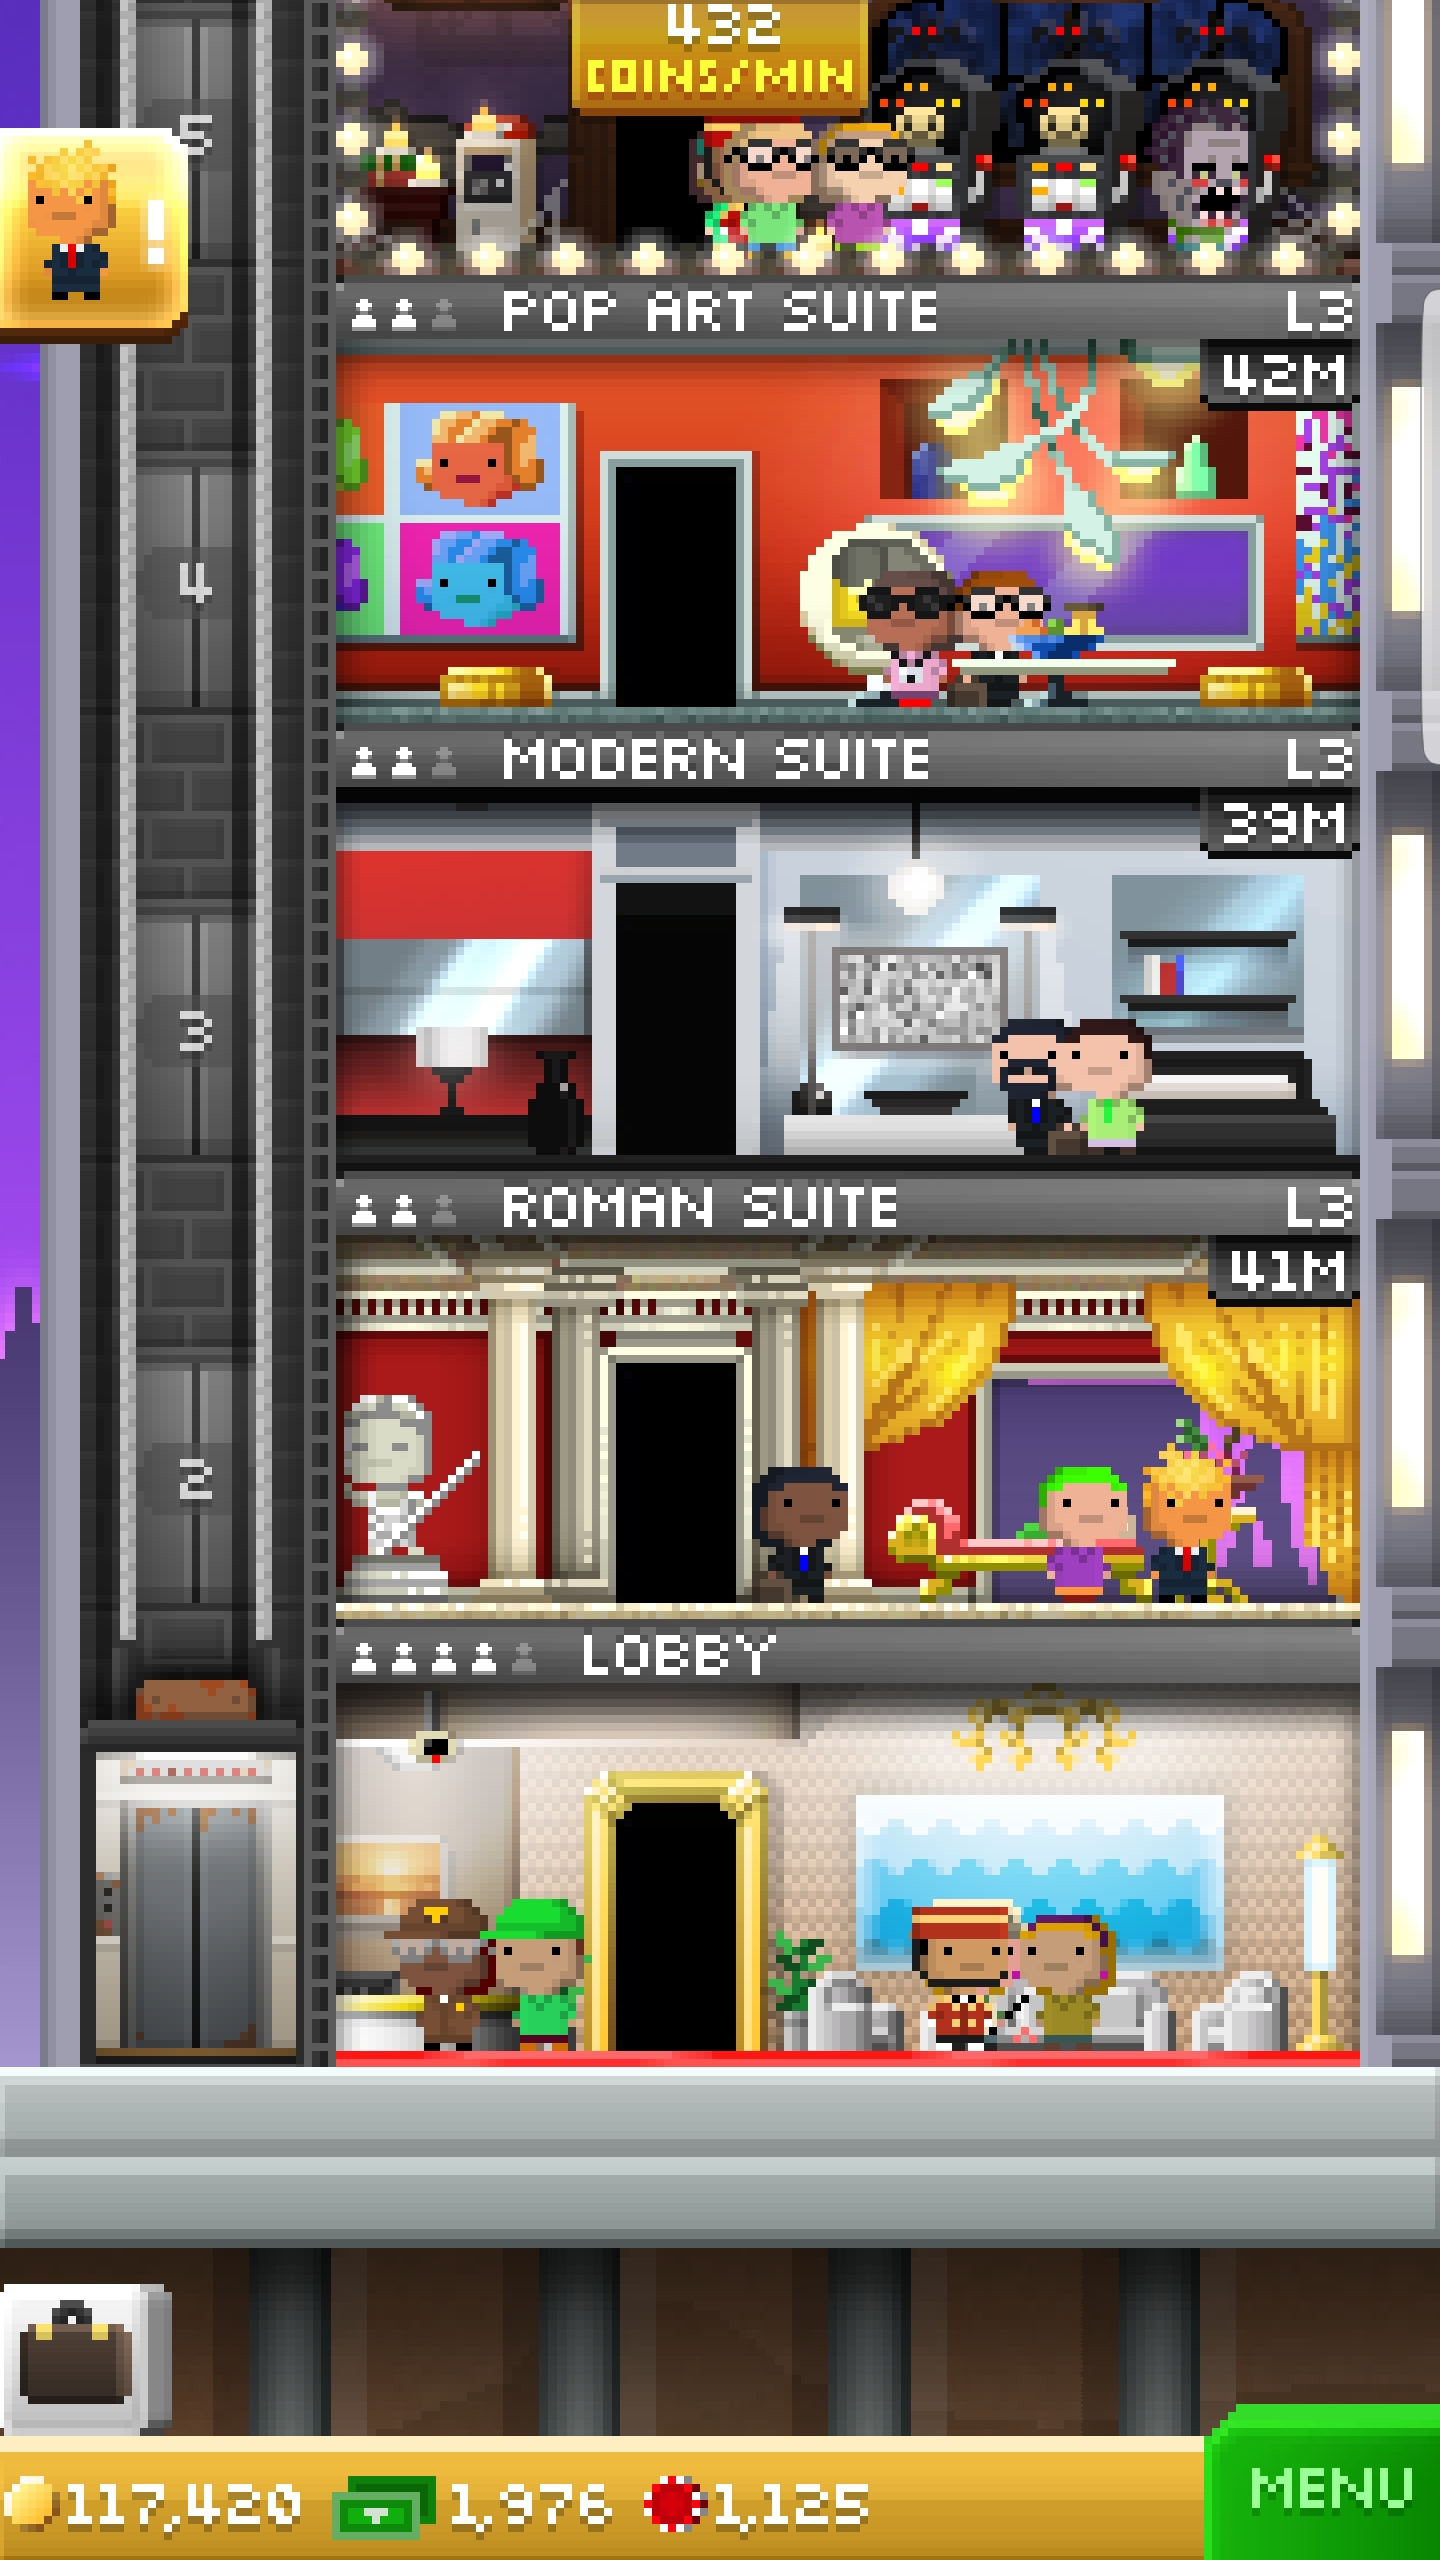 432
COINS/MIN
5
!
POP ART SUITE L3
42M
4
MODERN SUITE L3
39M
3
ROMAN SUITE L3
41M
2
LOBBY
117,420 1,976 1,125
MENU